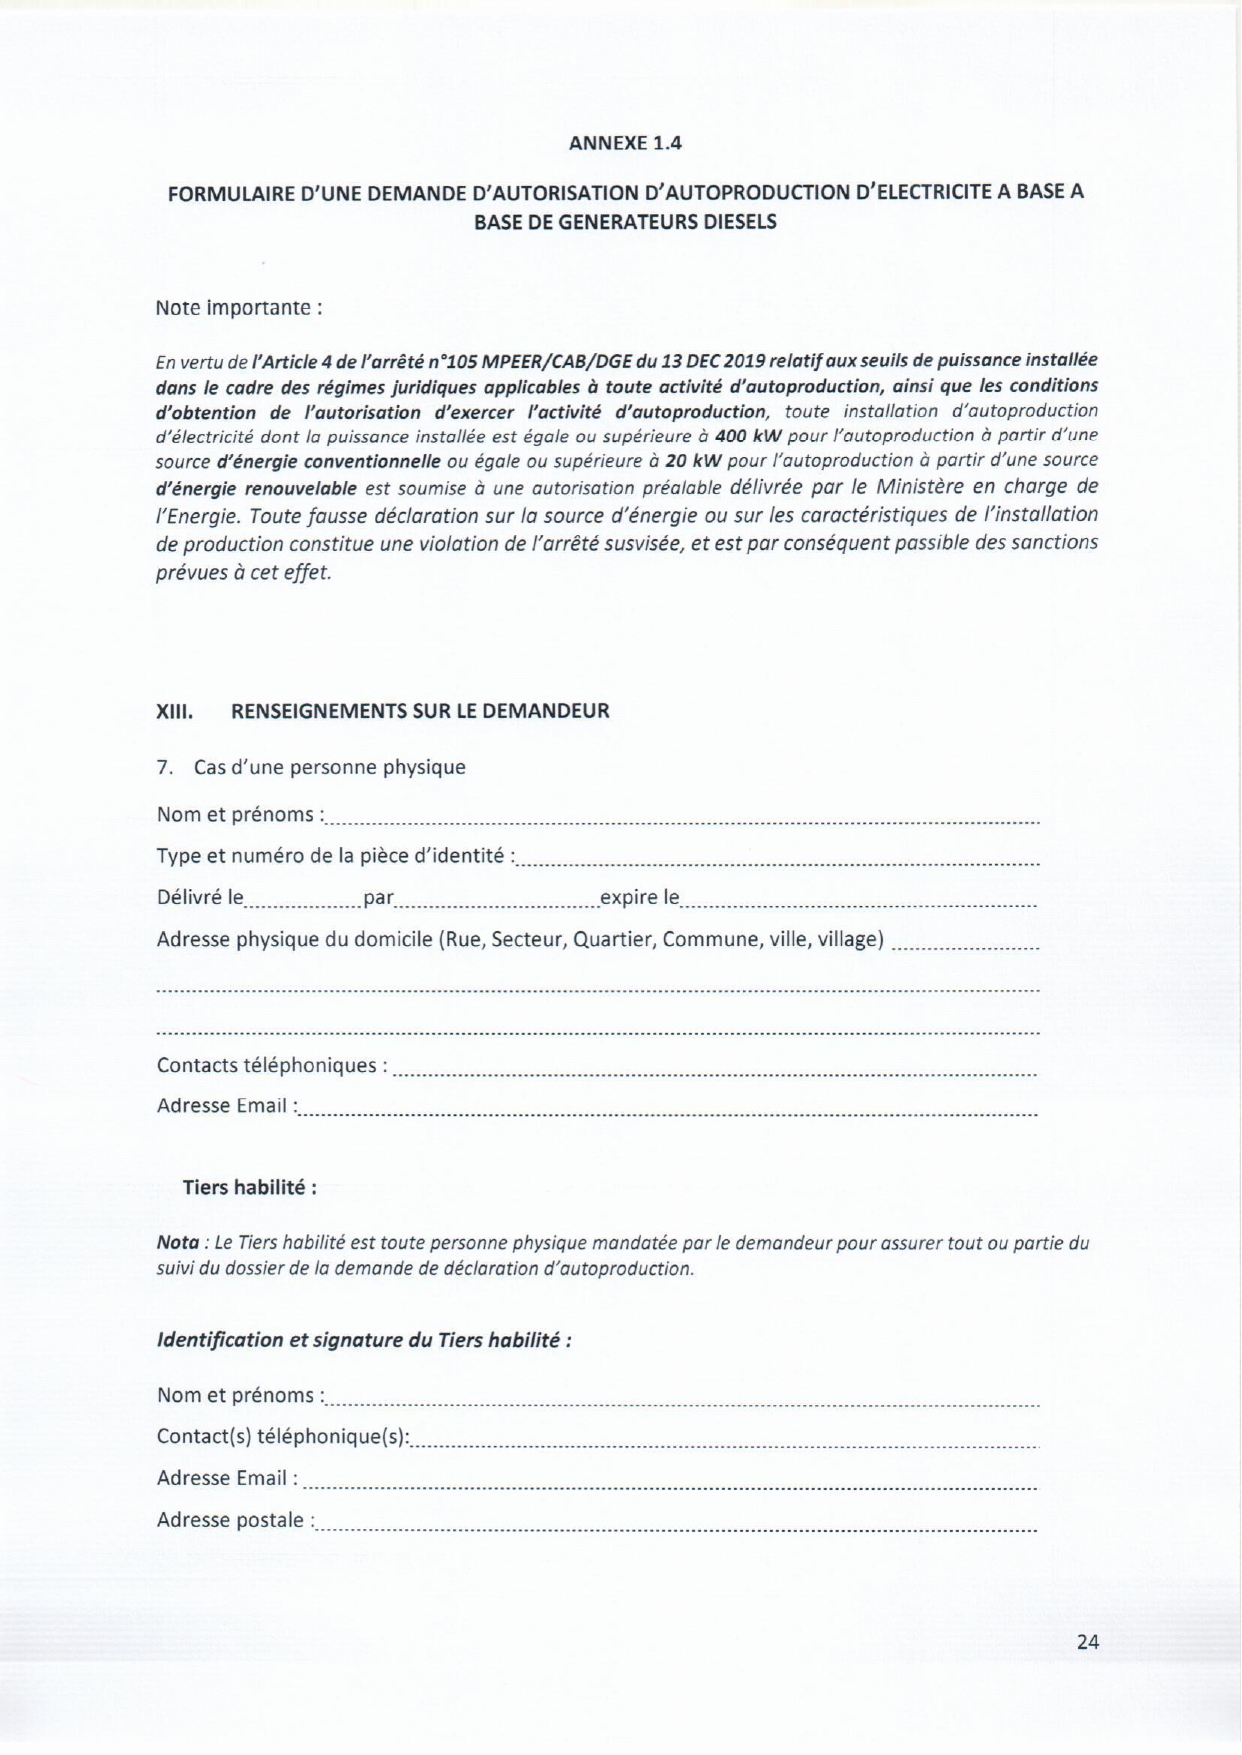 ANNEXE 1.4
FORMULAIRE D'UNE DEMANDE D'AUTORISATION D'AUTOPRODUCTION D'ELECTRICITE A BASE A
BASE DE GENERATEURS DIESELS
Note importante :
En vertu de l'Article 4 de l'arrêté n°105 MPEER/CAB/DGE du 13 DEC 2019 relatif aux seuils de puissance installée
dans le cadre des régimes juridiques applicables à toute activité d'autoproduction, ainsi que les conditions
d'obtention de l'autorisation d'exercer l'activité d'autoproduction, toute installation d'autoproduction
d'électricité dont la puissance installée est égale ou supérieure à 400 kW pour l'autoproduction à partir d'une
source d'énergie conventionnelle ou égale ou supérieure à 20 kW pour l'autoproduction à partir d'une source
d'énergie renouvelable est soumise à une autorisation préalable délivrée par le Ministère en charge de
l'Energie. Toute fausse déclaration sur la source d'énergie ou sur les caractéristiques de l'installation
de production constitue une violation de l'arrêté susvisée, et est par conséquent passible des sanctions
prévues à cet effet.
XIII. RENSEIGNEMENTS SUR LE DEMANDEUR
7. Cas d'une personne physique
Nom et prénoms :
Type et numéro de la pièce d'identité :
Délivré le par expire le
Adresse physique du domicile (Rue, Secteur, Quartier, Commune, ville, village)
Contacts téléphoniques :
Adresse Email :
Tiers habilité :
Nota : Le Tiers habilité est toute personne physique mandatée par le demandeur pour assurer tout ou partie du
suivi du dossier de la demande de déclaration d'autoproduction.
Identification et signature du Tiers habilité :
Nom et prénoms :
Contact(s) téléphonique(s):
Adresse Email :
Adresse postale :
24